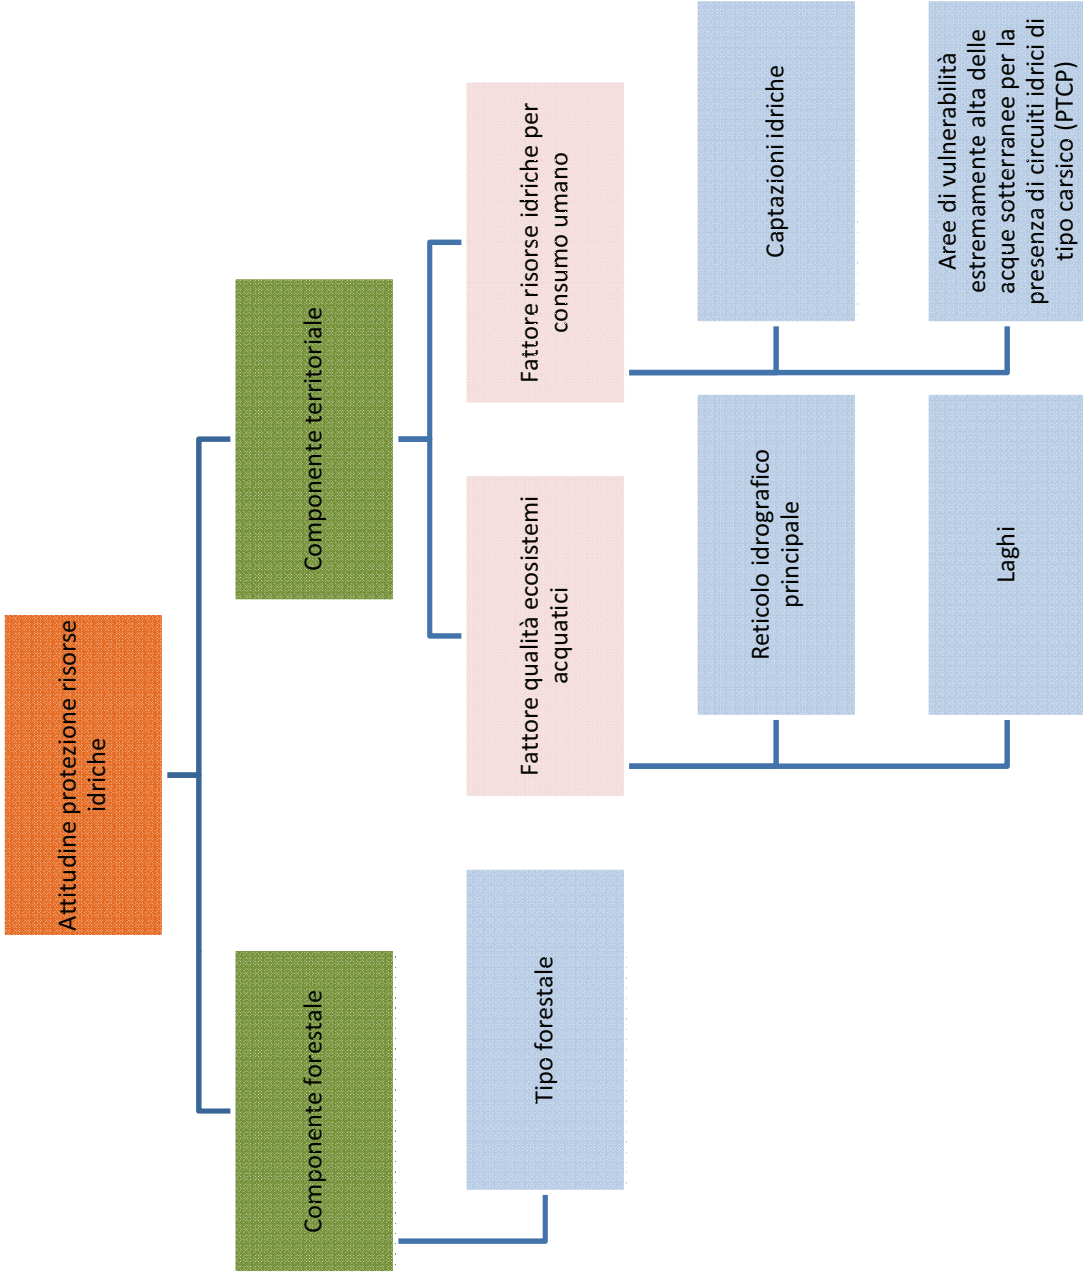 Attitudine protezione risorse
idriche
Componente forestale
Componente territoriale
Tipo forestale
Fattore qualità ecosistemi
acquatici
Fattore risorse idriche per
consumo umano
Reticolo idrografico
principale
Captazioni idriche
Laghi
Aree di vulnerabilità
estremamente alta delle
acque sotterranee per la
presenza di circuiti idrici di
tipo carsico (PTCP)